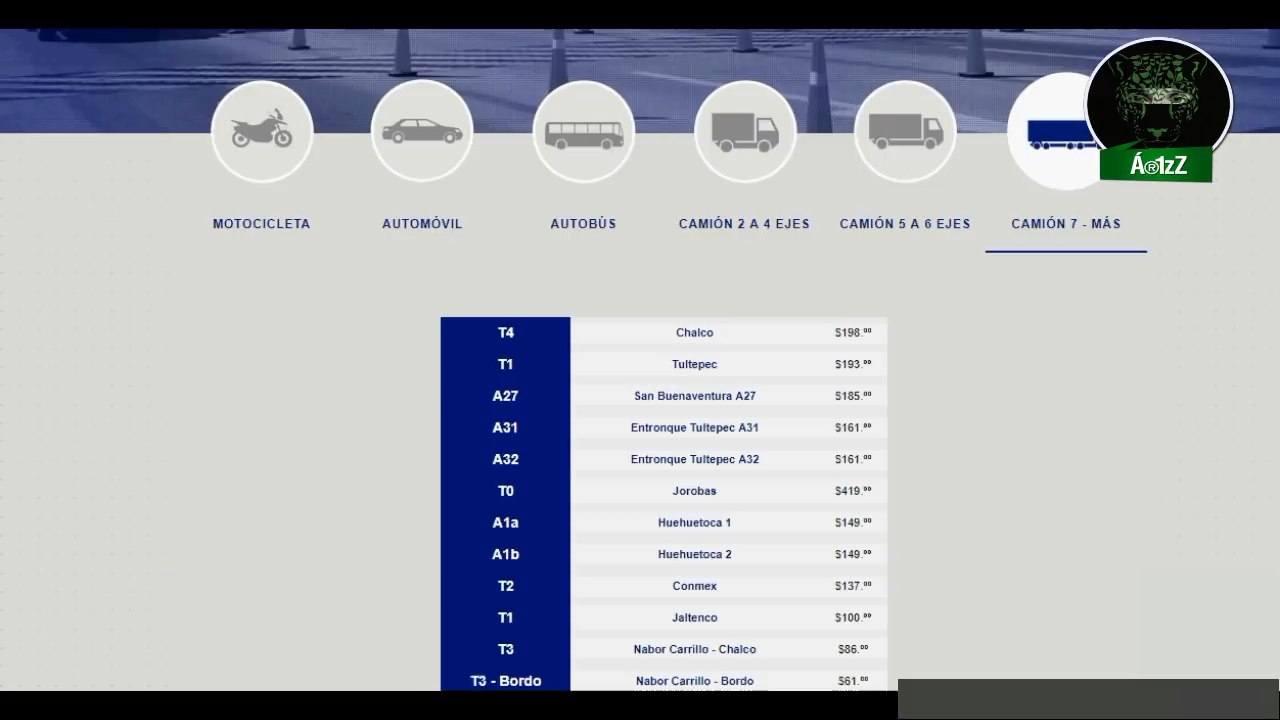 Á®1zZ
MOTOCICLETA AUTOMÓVIL AUTOBÚS CAMIÓN 2 A 4 EJES CAMIÓN 5 A 6 EJES CAMIÓN 7 - MÁS
T4 Chalco $198.⁰⁰
T1 Tultepec $193.⁰⁰
A27 San Buenaventura A27 $185.⁰⁰
A31 Entronque Tultepec A31 $161.⁰⁰
A32 Entronque Tultepec A32 $161.⁰⁰
T0 Jorobas $419.⁰⁰
A1a Huehuetoca 1 $149.⁰⁰
A1b Huehuetoca 2 $149.⁰⁰
T2 Conmex $137.⁰⁰
T1 Jaltenco $100.⁰⁰
T3 Nabor Carrillo - Chalco $86.⁰⁰
T3 - Bordo Nabor Carrillo - Bordo $61.⁰⁰